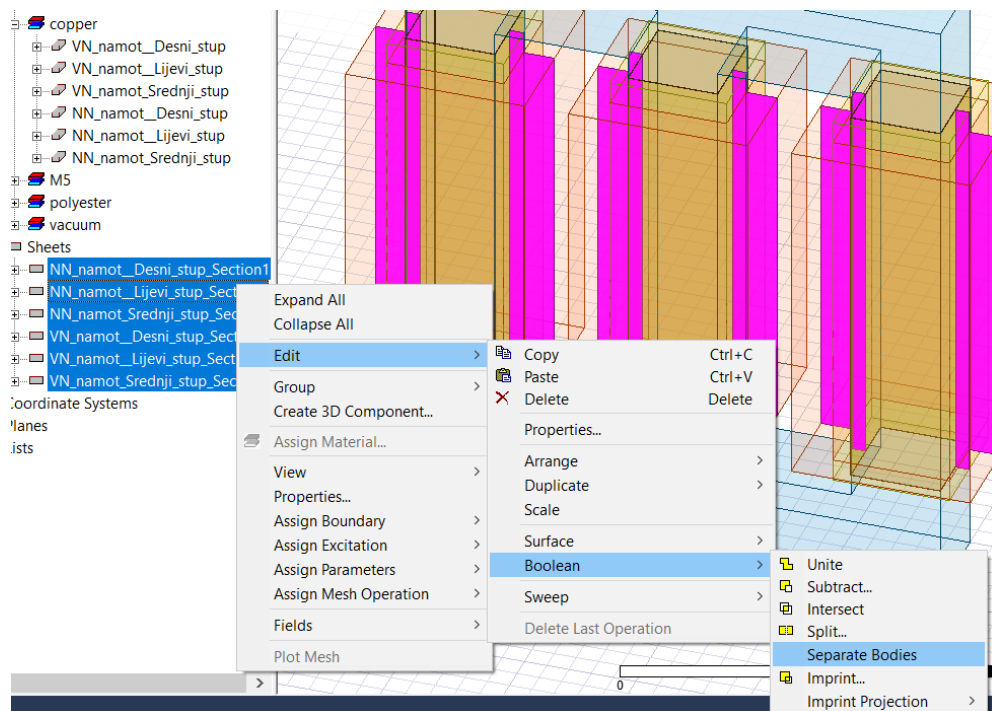 copper
VN_namot__Desni_stup
VN_namot__Lijevi_stup
VN_namot_Srednji_stup
NN_namot__Desni_stup
NN_namot__Lijevi_stup
NN_namot_Srednji_stup
M5
polyester
vacuum
Sheets
NN_namot__Desni_stup_Section1
NN_namot__Lijevi_stup_Sect
NN_namot_Srednji_stup_Sec
VN_namot__Desni_stup_Sect
VN_namot__Lijevi_stup_Sect
VN_namot_Srednji_stup_Sec
Coordinate Systems
Planes
Lists
Expand All
Collapse All
Edit
Group
Create 3D Component...
Assign Material...
View
Properties...
Assign Boundary
Assign Excitation
Assign Parameters
Assign Mesh Operation
Fields
Plot Mesh
Copy Ctrl+C
Paste Ctrl+V
Delete Delete
Properties...
Arrange
Duplicate
Scale
Surface
Boolean
Sweep
Delete Last Operation
Unite
Subtract...
Intersect
Split...
Separate Bodies
Imprint...
Imprint Projection
0